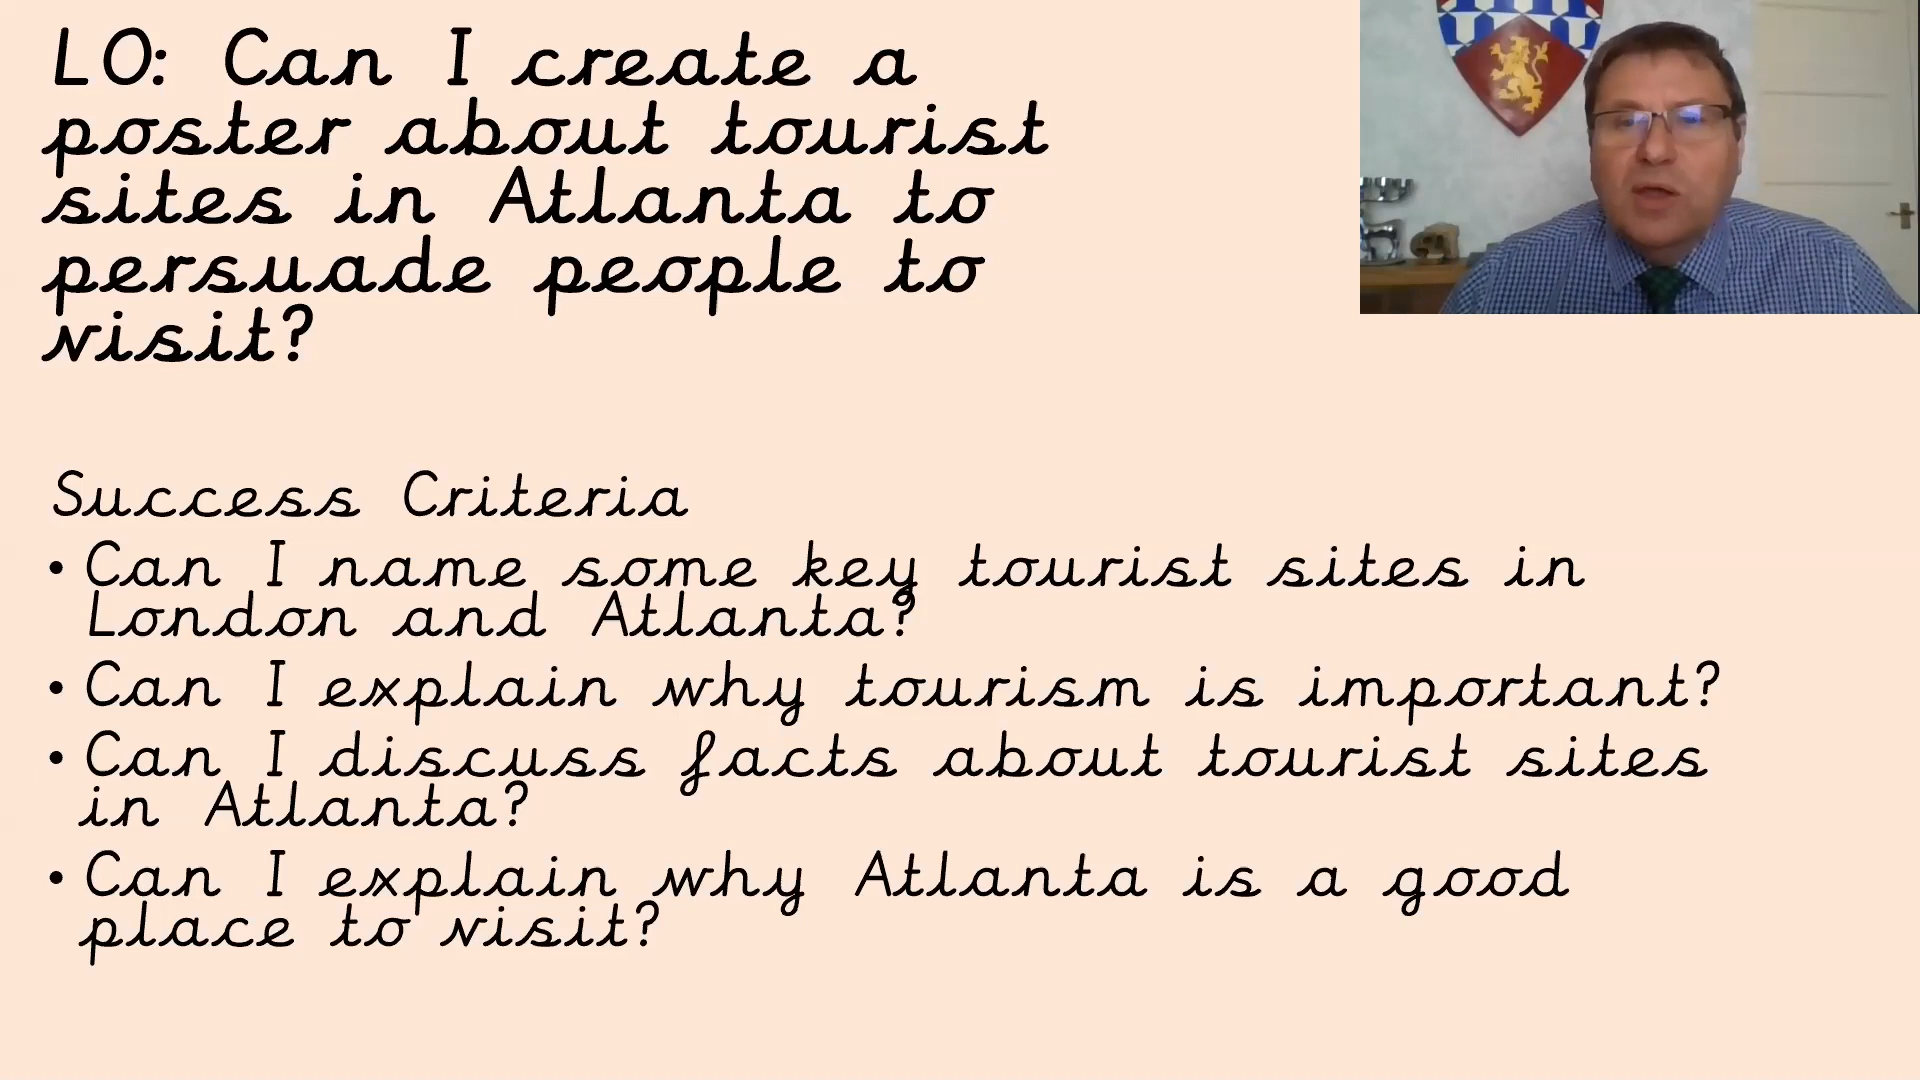 LO: Can I create a
poster about tourist
sites in Atlanta to
persuade people to
visit?
Success Criteria
• Can I name some key tourist sites in
London and Atlanta?
• Can I explain why tourism is important?
• Can I discuss facts about tourist sites
in Atlanta?
• Can I explain why Atlanta is a good
place to visit?